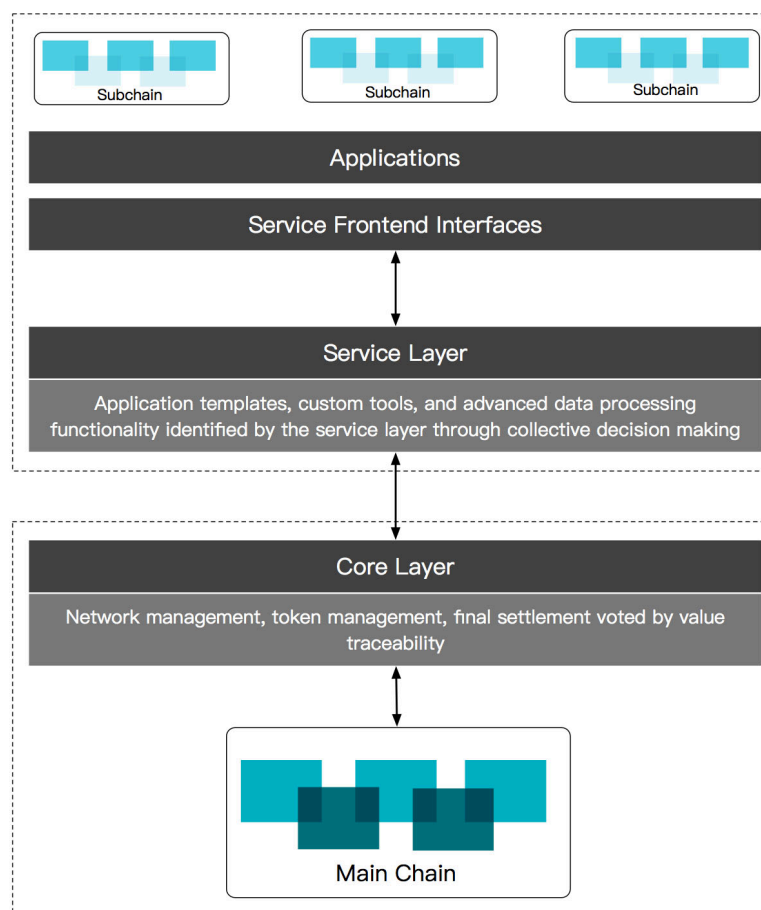 Subchain
Subchain
Subchain
Applications
Service Frontend Interfaces
Service Layer
Application templates, custom tools, and advanced data processing
functionality identified by the service layer through collective decision making
Core Layer
Network management, token management, final settlement voted by value
traceability
Main Chain